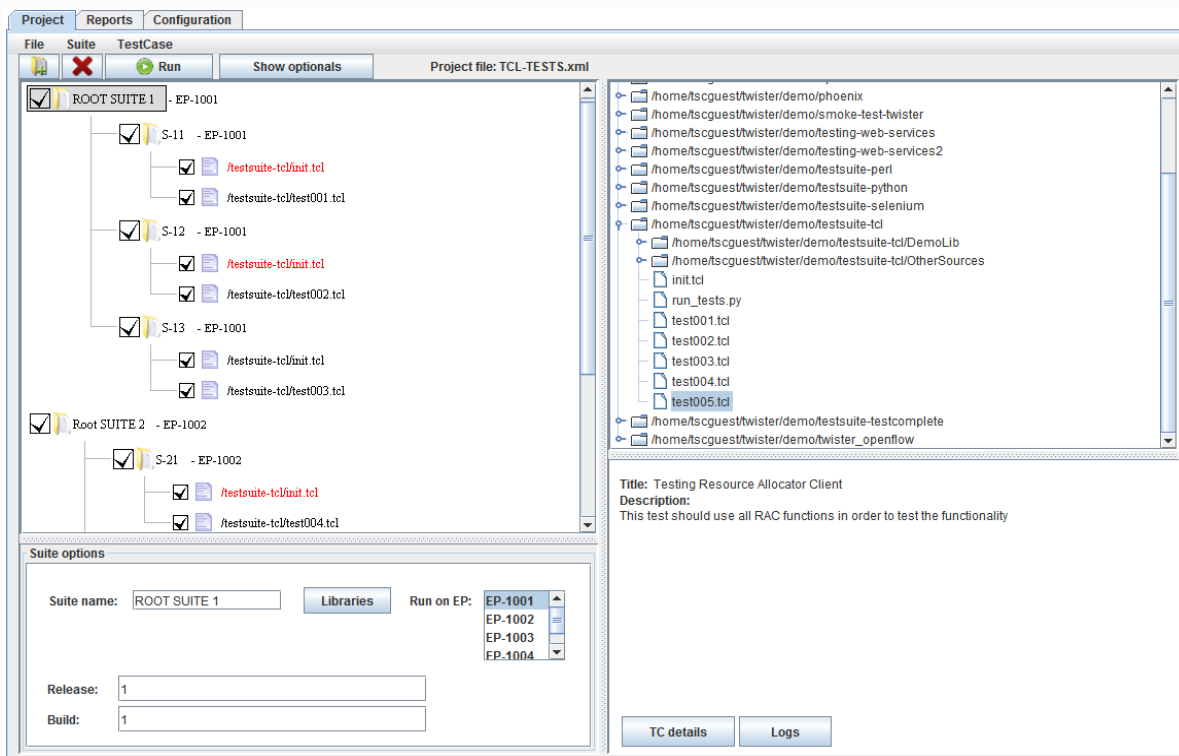 Project Reports Configuration
File Suite TestCase
Run Show optionals Project file: TCL-TESTS.xml
ROOT SUITE 1 - EP-1001
S-11 - EP-1001
/testsuite-tcl/init.tcl
/testsuite-tcl/test001.tcl
S-12 - EP-1001
/testsuite-tcl/init.tcl
/testsuite-tcl/test002.tcl
S-13 - EP-1001
/testsuite-tcl/init.tcl
/testsuite-tcl/test003.tcl
Root SUITE 2 - EP-1002
S-21 - EP-1002
/testsuite-tcl/init.tcl
/testsuite-tcl/test004.tcl
/home/tscguest/twister/demo/phoenix
/home/tscguest/twister/demo/smoke-test-twister
/home/tscguest/twister/demo/testing-web-services
/home/tscguest/twister/demo/testing-web-services2
/home/tscguest/twister/demo/testsuite-perl
/home/tscguest/twister/demo/testsuite-python
/home/tscguest/twister/demo/testsuite-selenium
/home/tscguest/twister/demo/testsuite-tcl
/home/tscguest/twister/demo/testsuite-tcl/DemoLib
/home/tscguest/twister/demo/testsuite-tcl/OtherSources
init.tcl
run_tests.py
test001.tcl
test002.tcl
test003.tcl
test004.tcl
test005.tcl
/home/tscguest/twister/demo/testsuite-testcomplete
/home/tscguest/twister/demo/twister_openflow
Suite options
Suite name: ROOT SUITE 1 Libraries Run on EP: EP-1001
EP-1002
EP-1003
EP-1004
Release: 1
Build: 1
Title: Testing Resource Allocator Client
Description:
This test should use all RAC functions in order to test the functionality
TC details Logs